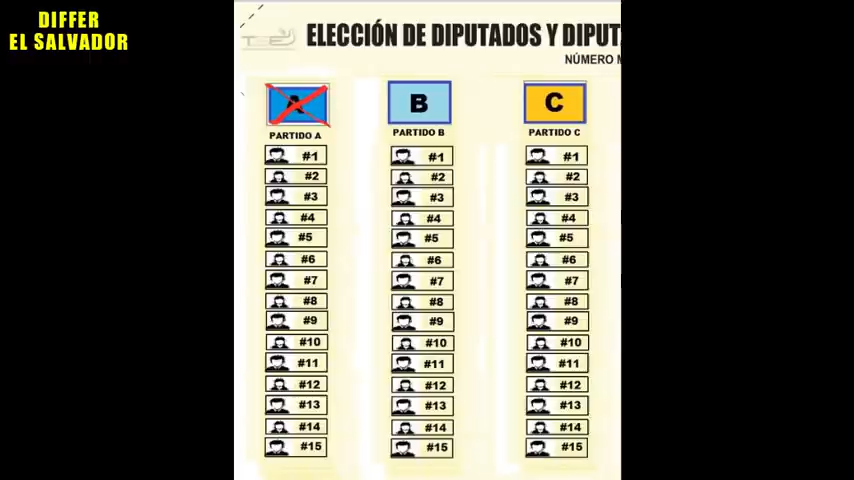 DIFFER
EL SALVADOR
TSE
ELECCIÓN DE DIPUTADOS Y DIPUT
NÚMERO
A B C
PARTIDO A PARTIDO B PARTIDO C
#1 #1 #1
#2 #2 #2
#3 #3 #3
#4 #4 #4
#5 #5 #5
#6 #6 #6
#7 #7 #7
#8 #8 #8
#9 #9 #9
#10 #10 #10
#11 #11 #11
#12 #12 #12
#13 #13 #13
#14 #14 #14
#15 #15 #15